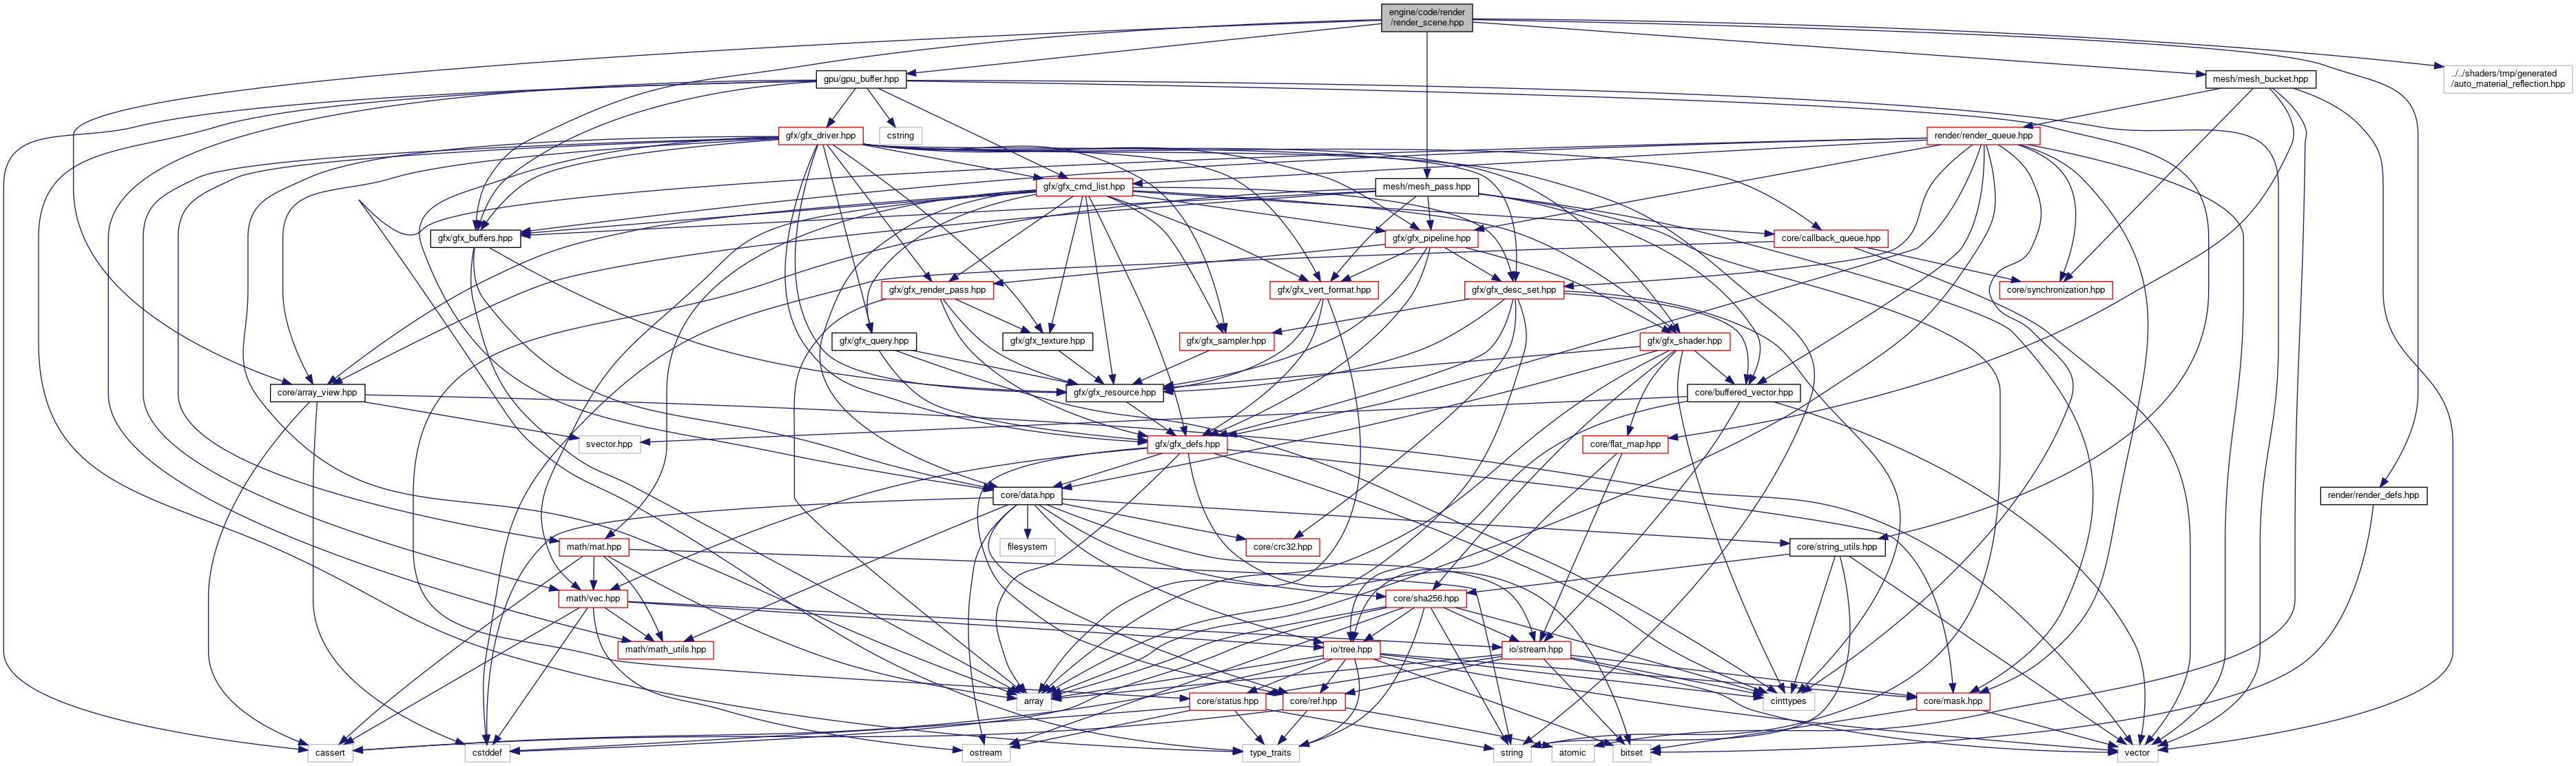 engine/code/render
/render_scene.hpp
gpu/gpu_buffer.hpp
mesh/mesh_bucket.hpp
../../shaders/tmp/generated
/auto_material_reflection.hpp
gfx/gfx_driver.hpp
cstring
render/render_queue.hpp
gfx/gfx_cmd_list.hpp
mesh/mesh_pass.hpp
gfx/gfx_buffers.hpp
gfx/gfx_pipeline.hpp
core/callback_queue.hpp
gfx/gfx_render_pass.hpp
gfx/gfx_vert_format.hpp
gfx/gfx_desc_set.hpp
core/synchronization.hpp
gfx/gfx_query.hpp
gfx/gfx_texture.hpp
gfx/gfx_sampler.hpp
gfx/gfx_shader.hpp
core/array_view.hpp
gfx/gfx_resource.hpp
core/buffered_vector.hpp
svector.hpp
gfx/gfx_defs.hpp
core/flat_map.hpp
core/data.hpp
render/render_defs.hpp
math/mat.hpp
filesystem
core/crc32.hpp
core/string_utils.hpp
math/vec.hpp
core/sha256.hpp
math/math_utils.hpp
io/tree.hpp
io/stream.hpp
array
core/status.hpp
core/ref.hpp
cinttypes
core/mask.hpp
cassert
cstddef
ostream
type_traits
string
atomic
bitset
vector